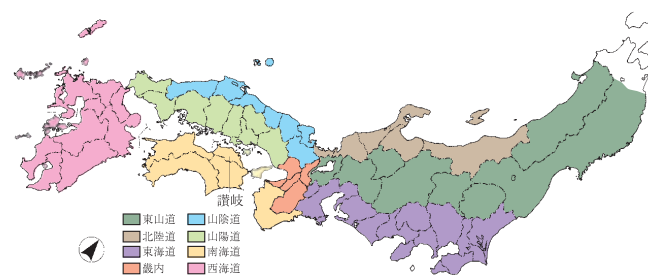 讃岐
東山道 山陰道
北陸道 山陽道
東海道 南海道
畿内 西海道